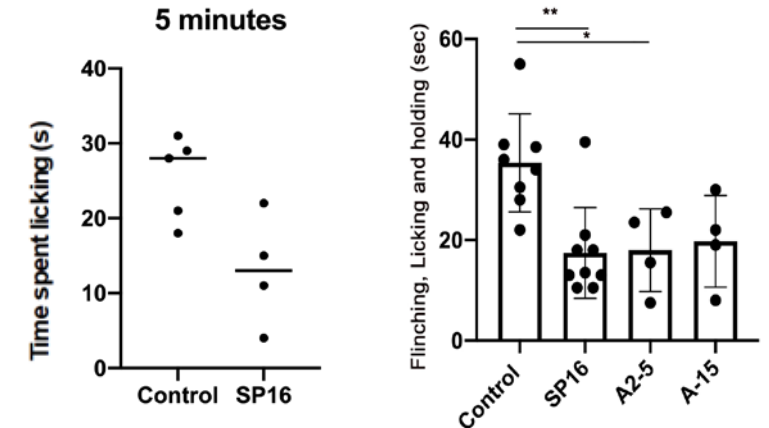 5 minutes
Time spent licking (s)
40
30
20
10
0
Control SP16
Flinching, Licking and holding (sec)
**
*
60
40
20
0
Control SP16 A2-5 A-15